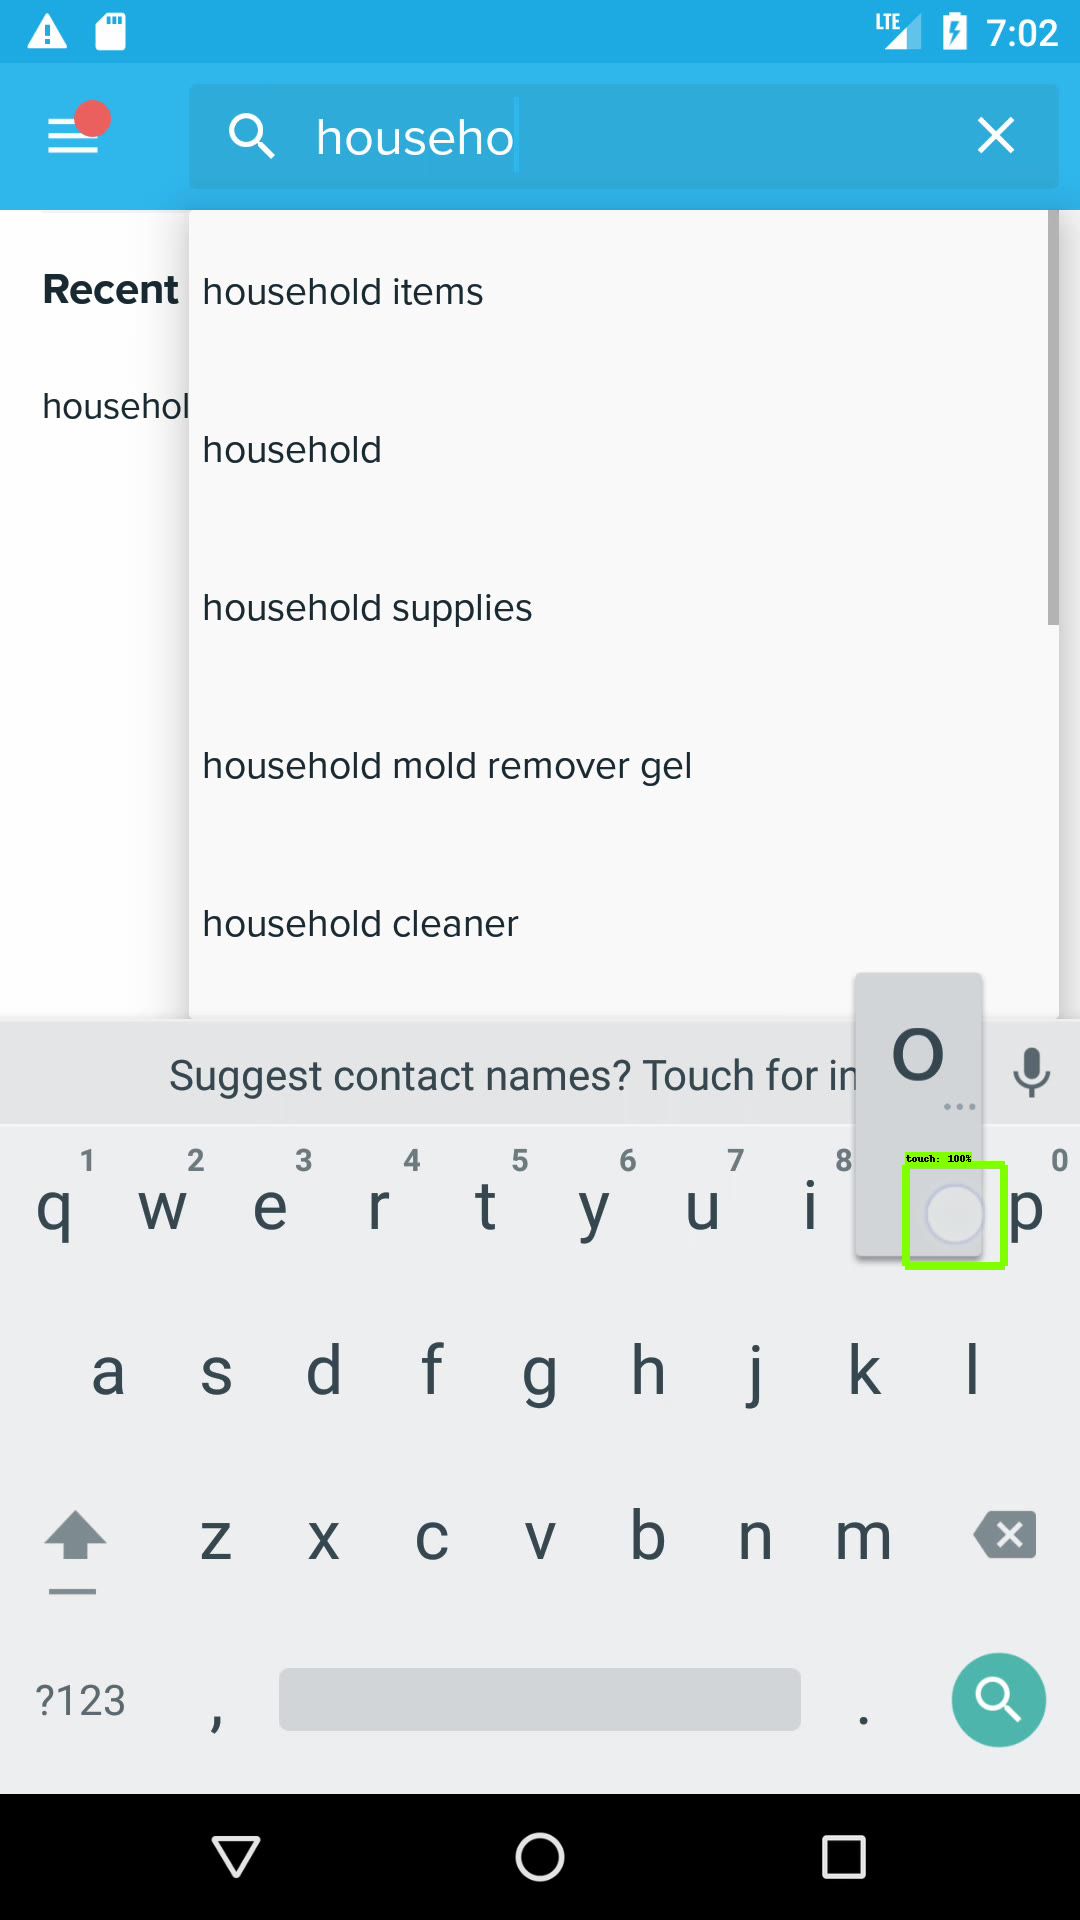 LTE 7:02
househo
Recent
househol
household items
household
household supplies
household mold remover gel
household cleaner
Suggest contact names? Touch for in
o
...
touch: 100%
1 2 3 4 5 6 7 8 0
q w e r t y u i p
a s d f g h j k l
z x c v b n m
?123 , .